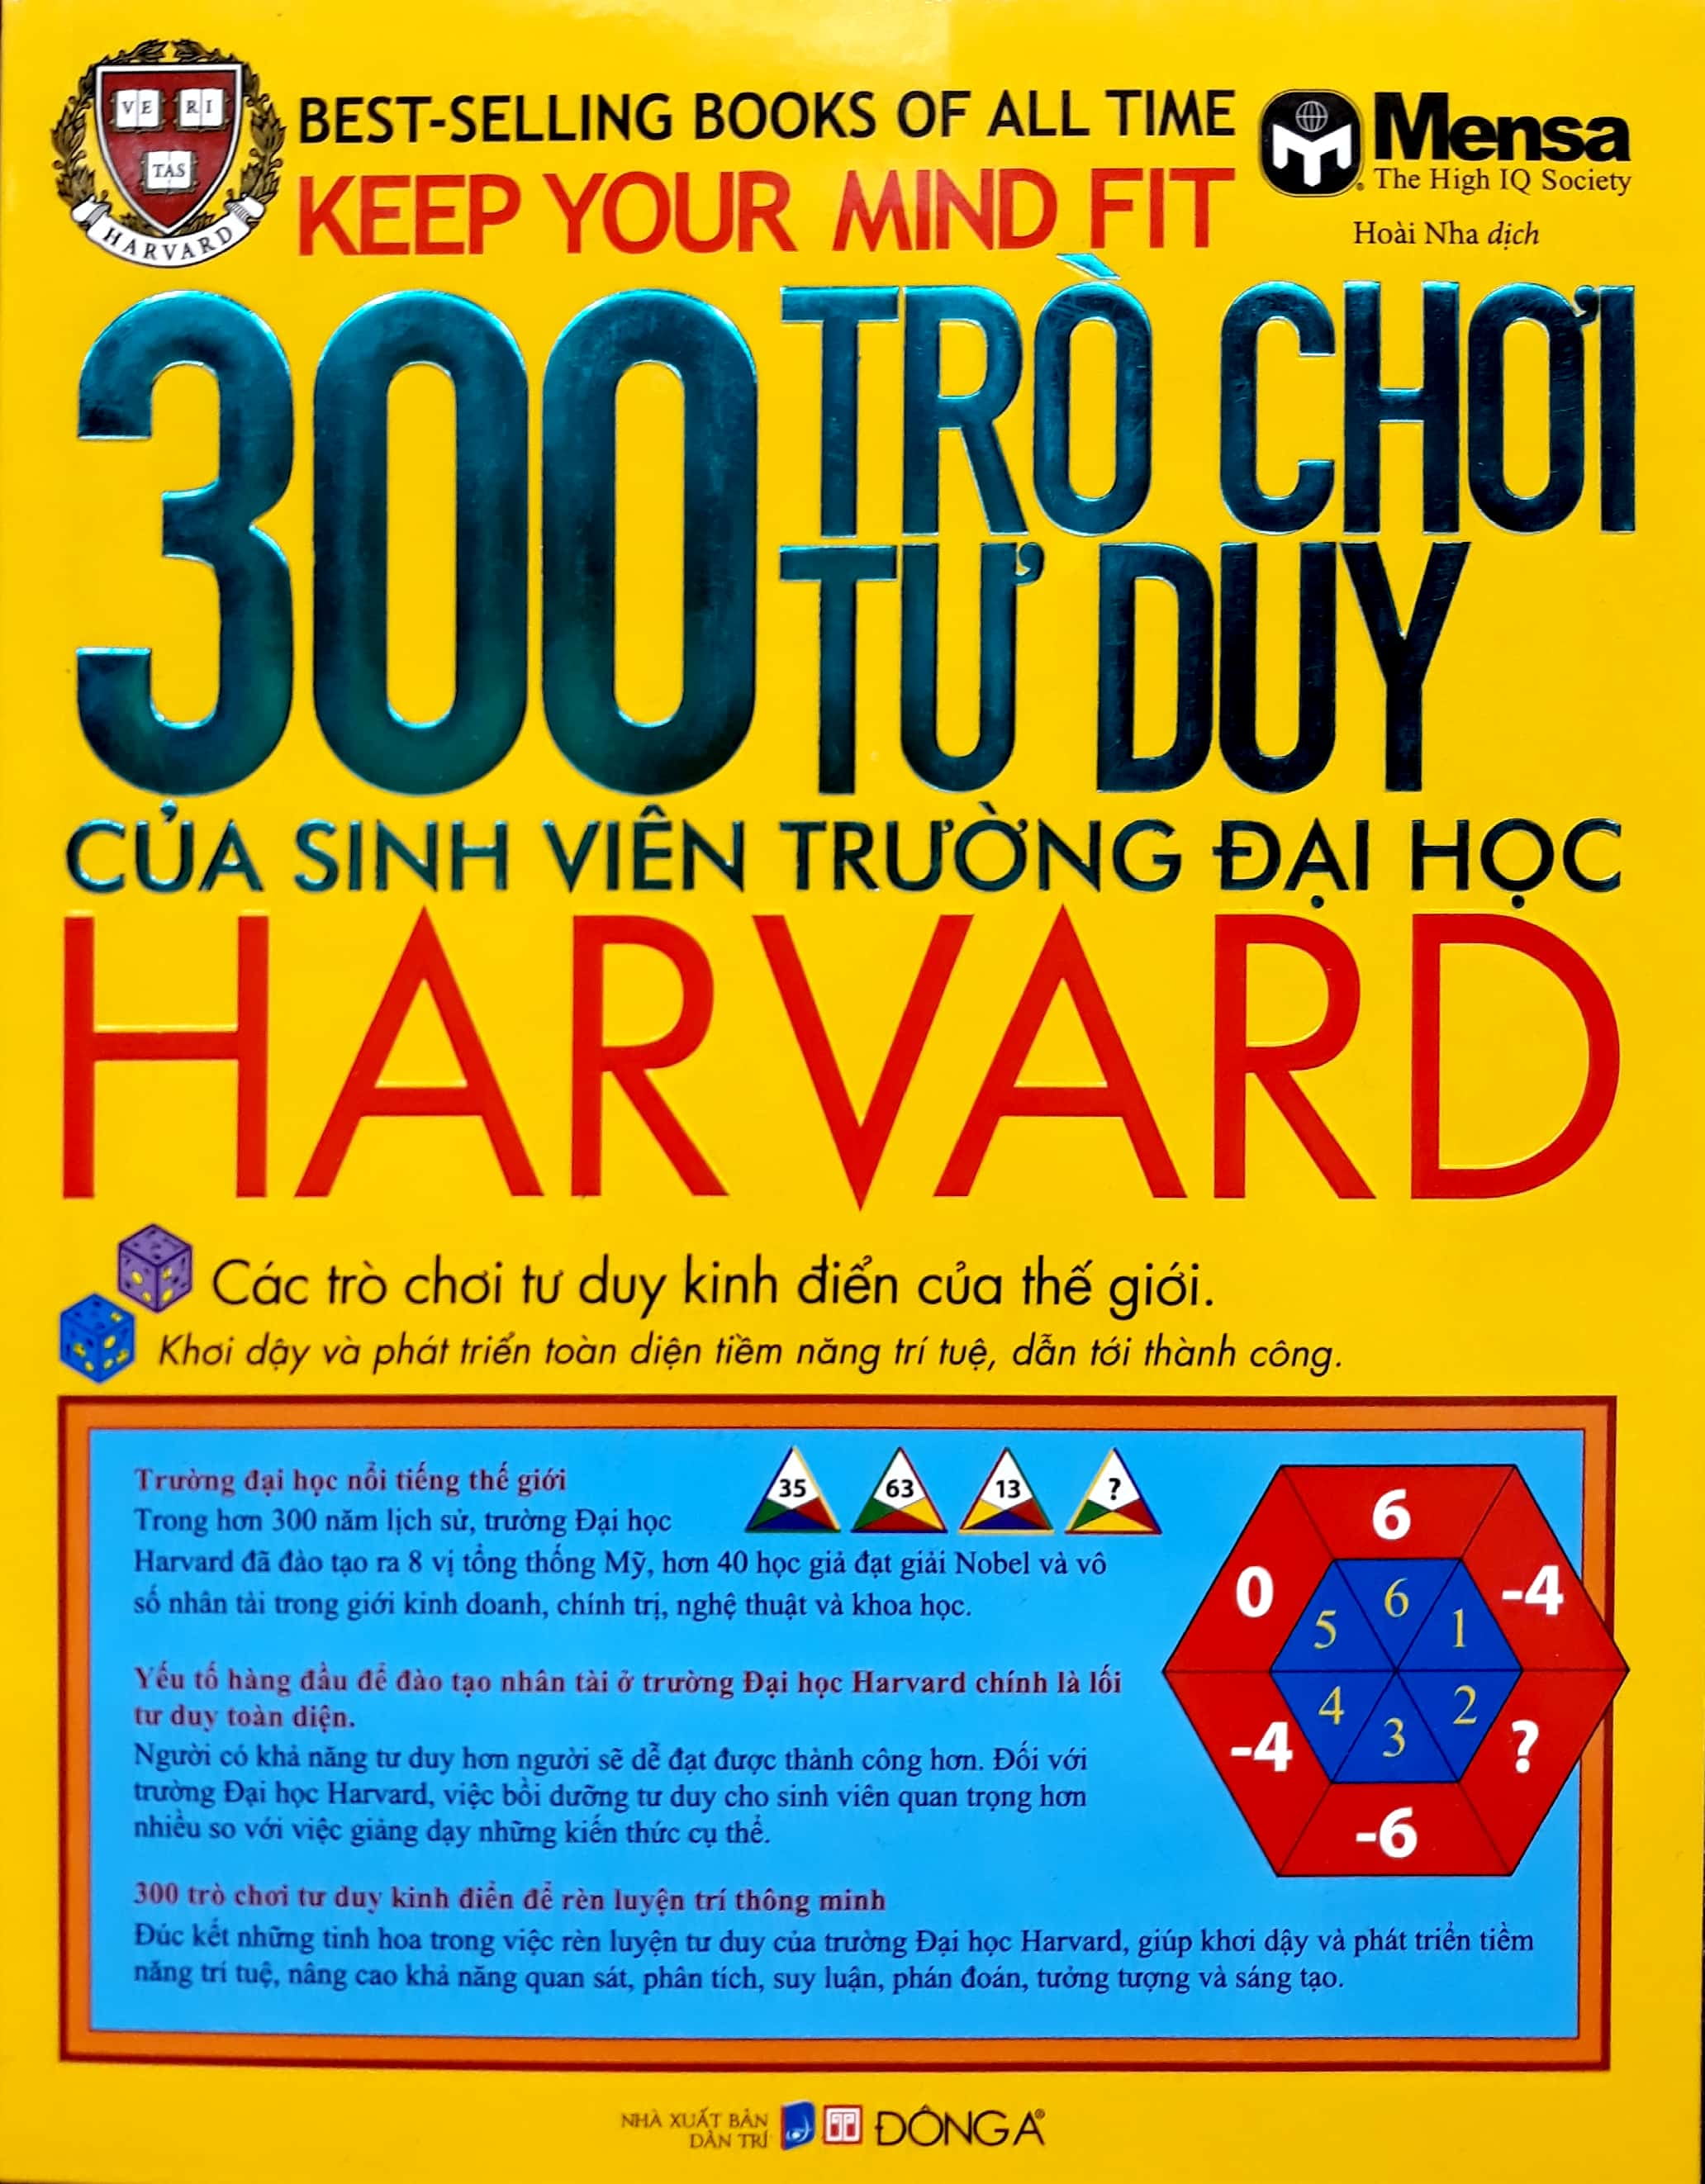 VE RI
TAS
HARVARD
BEST-SELLING BOOKS OF ALL TIME
KEEP YOUR MIND FIT
Mensa
The High IQ Society
Hoài Nha dịch
300 TRÒ CHƠI
TƯ DUY
CỦA SINH VIÊN TRƯỜNG ĐẠI HỌC
HARVARD
Các trò chơi tư duy kinh điển của thế giới.
Khơi dậy và phát triển toàn diện tiềm năng trí tuệ, dẫn tới thành công.
Trường đại học nổi tiếng thế giới
Trong hơn 300 năm lịch sử, trường Đại học
Harvard đã đào tạo ra 8 vị tổng thống Mỹ, hơn 40 học giả đạt giải Nobel và vô
số nhân tài trong giới kinh doanh, chính trị, nghệ thuật và khoa học.
35 63 13 ?
Yếu tố hàng đầu để đào tạo nhân tài ở trường Đại học Harvard chính là lối
tư duy toàn diện.
Người có khả năng tư duy hơn người sẽ dễ đạt được thành công hơn. Đối với
trường Đại học Harvard, việc bồi dưỡng tư duy cho sinh viên quan trọng hơn
nhiều so với việc giảng dạy những kiến thức cụ thể.
6
0 -4
6
5 1
4 2
3
-4 ?
-6
300 trò chơi tư duy kinh điển để rèn luyện trí thông minh
Đúc kết những tinh hoa trong việc rèn luyện tư duy của trường Đại học Harvard, giúp khơi dậy và phát triển tiềm
năng trí tuệ, nâng cao khả năng quan sát, phân tích, suy luận, phán đoán, tưởng tượng và sáng tạo.
NHÀ XUẤT BẢN
DÂN TRÍ
ĐÔNG A®